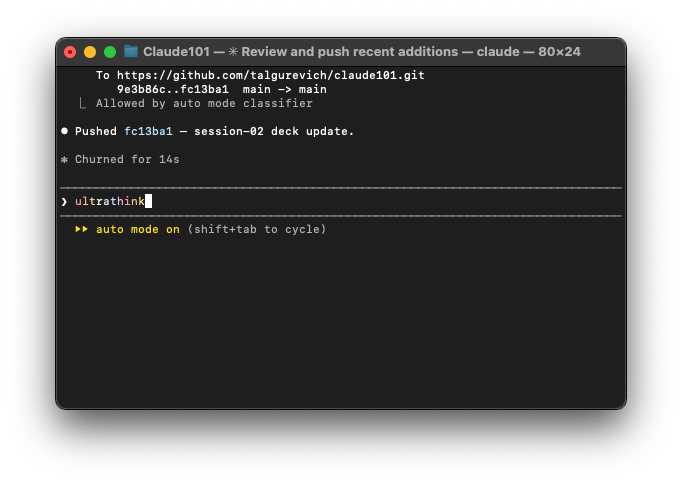 Claude101 — ✳ Review and push recent additions — claude — 80×24
To https://github.com/talgurevich/claude101.git
9e3b86c..fc13ba1  main -> main
⎿ Allowed by auto mode classifier
● Pushed fc13ba1 — session-02 deck update.
✻ Churned for 14s
❯ ultrathink
⏵⏵ auto mode on (shift+tab to cycle)